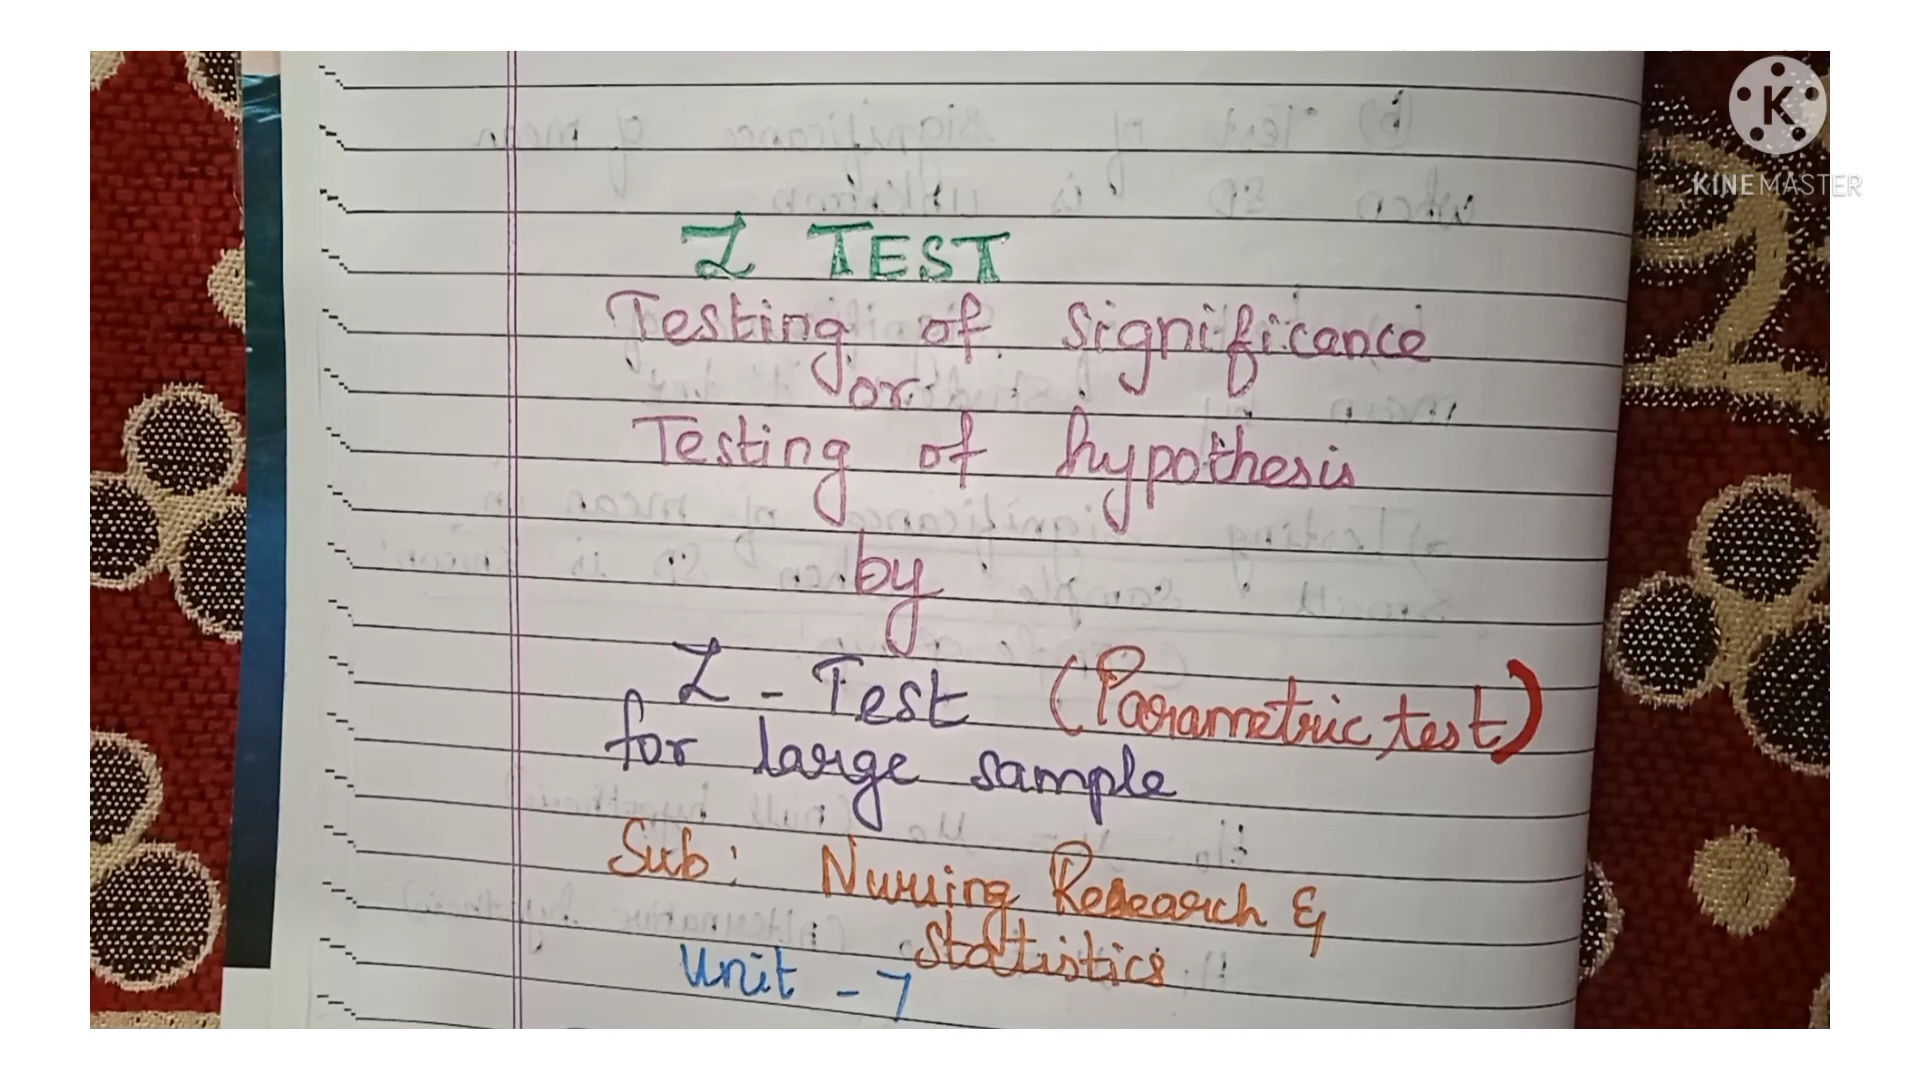 K
KINEMASTER
Z TEST
Testing of significance
or
Testing of hypothesis
by
Z - Test (Parametric test)
for large sample
Sub: Nursing Research &
Statistics
Unit - 7